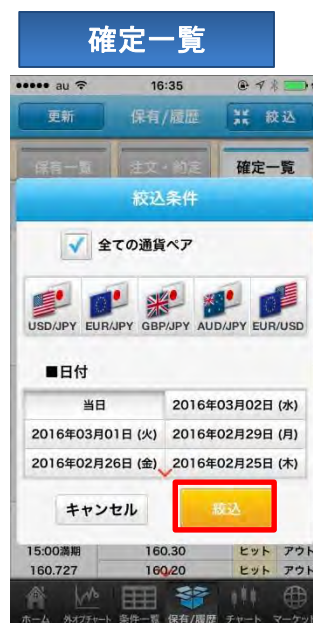 確定一覧
au 16:35
更新 保有/履歴 絞込
保有一覧 注文・約定 確定一覧
絞込条件
全ての通貨ペア
USD/JPY EUR/JPY GBP/JPY AUD/JPY EUR/USD
■日付
当日 2016年03月02日 (水)
2016年03月01日 (火) 2016年02月29日 (月)
2016年02月26日 (金) 2016年02月25日 (木)
キャンセル 絞込
15:00満期 160.30 ヒット アウト
160.727 160.20 ヒット アウト
ホーム 外オプチャート 条件一覧 保有/履歴 チャート マーケット